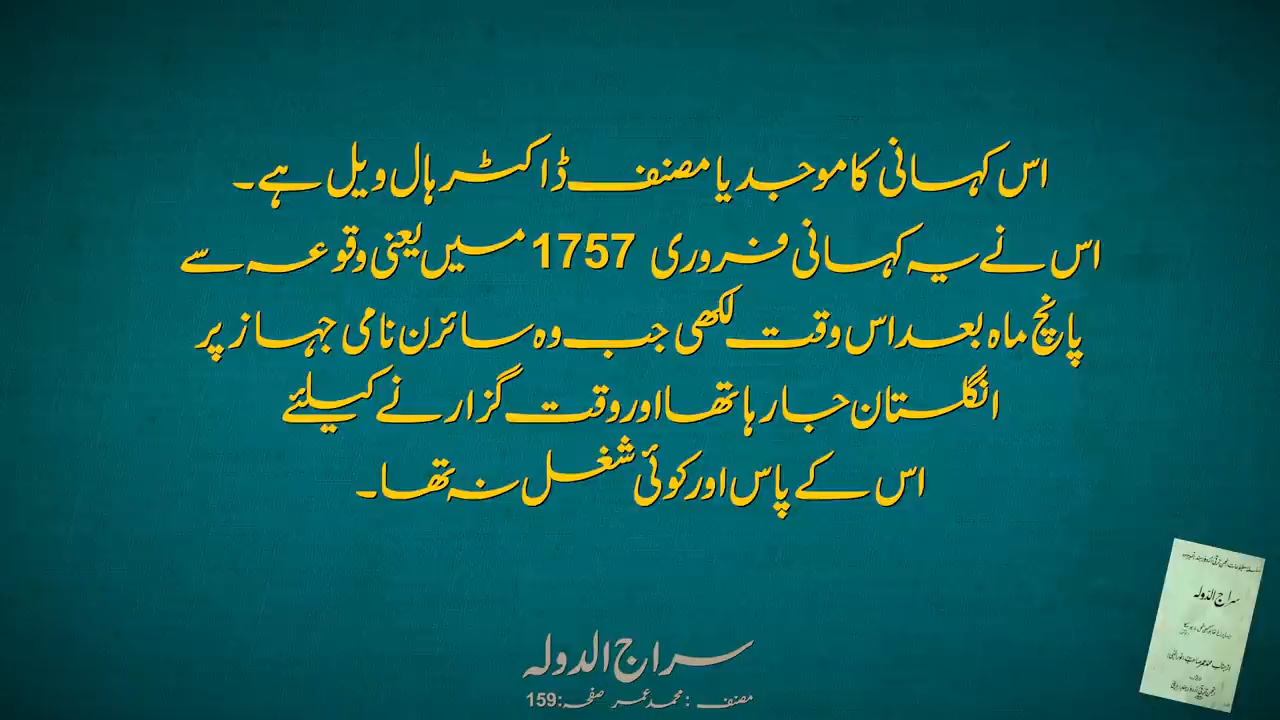 اس کہانی کا موجد یا مصنف ڈاکٹر ہال ویل ہے۔
اس نے یہ کہانی فروری 1757 میں یعنی وقوعہ سے
پانچ ماہ بعد اس وقت لکھی جب وہ سائرن نامی جہاز پر
انگلستان جا رہا تھا اور وقت گزارنے کیلئے
اس کے پاس اور کوئی شغل نہ تھا۔
سراج الدولہ
مصنف : محمد عمر صفحہ:159
سراج الدولہ